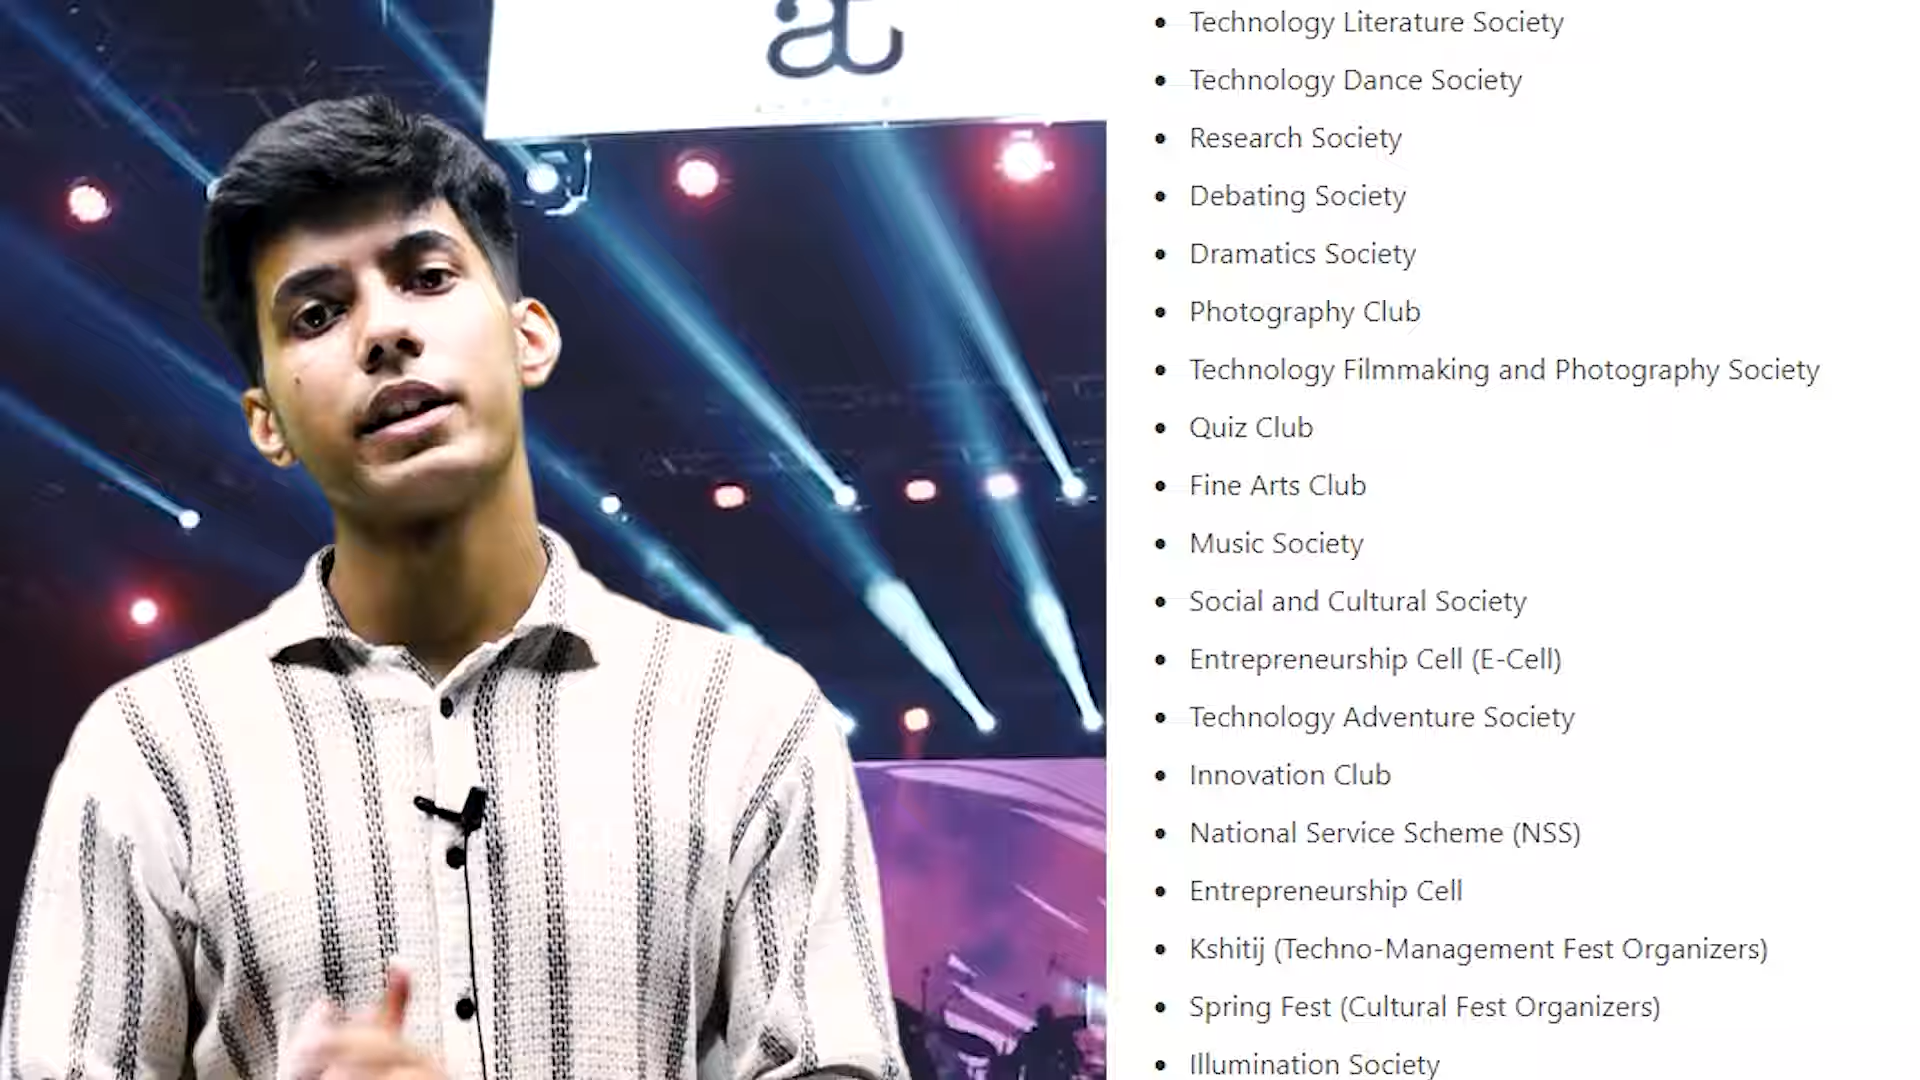 at
Technology Literature Society
Technology Dance Society
Research Society
Debating Society
Dramatics Society
Photography Club
Technology Filmmaking and Photography Society
Quiz Club
Fine Arts Club
Music Society
Social and Cultural Society
Entrepreneurship Cell (E-Cell)
Technology Adventure Society
Innovation Club
National Service Scheme (NSS)
Entrepreneurship Cell
Kshitij (Techno-Management Fest Organizers)
Spring Fest (Cultural Fest Organizers)
Illumination Society